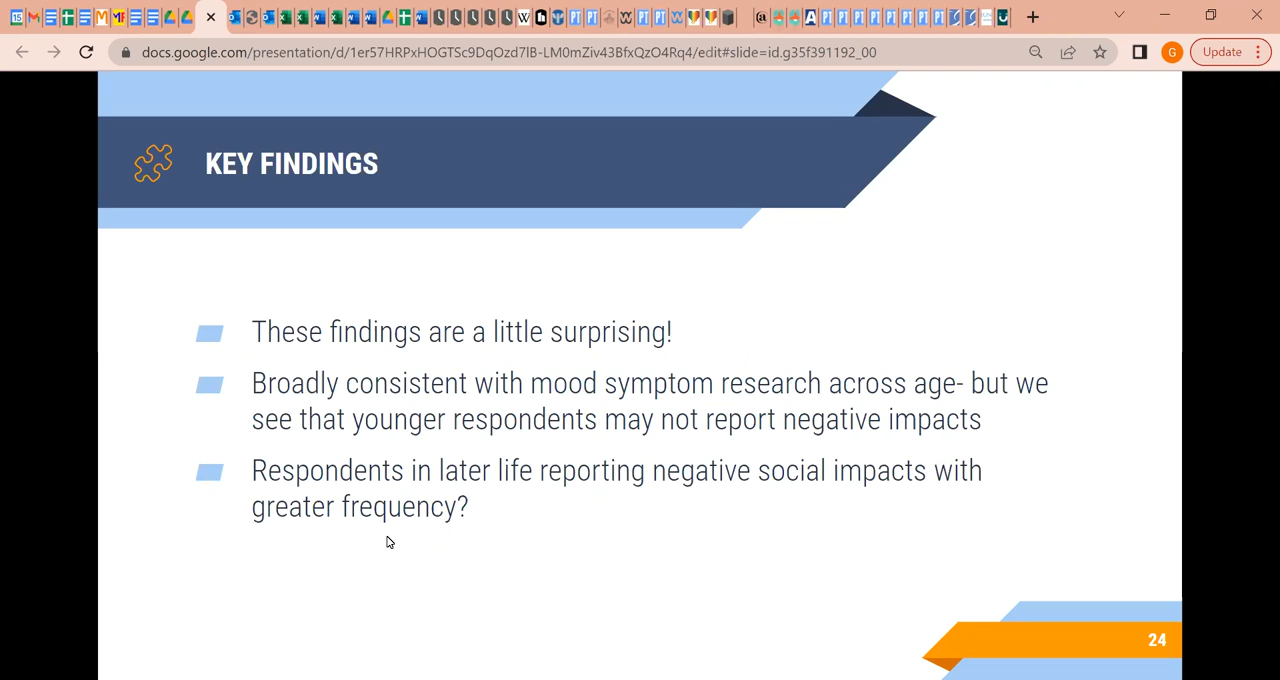 docs.google.com/presentation/d/1er57HRPxHOGTSc9DqOzd7lB-LM0mZiv43BfxQzO4Rq4/edit#slide=id.g35f391192_00
G
Update
KEY FINDINGS
These findings are a little surprising!
Broadly consistent with mood symptom research across age- but we
see that younger respondents may not report negative impacts
Respondents in later life reporting negative social impacts with
greater frequency?
24